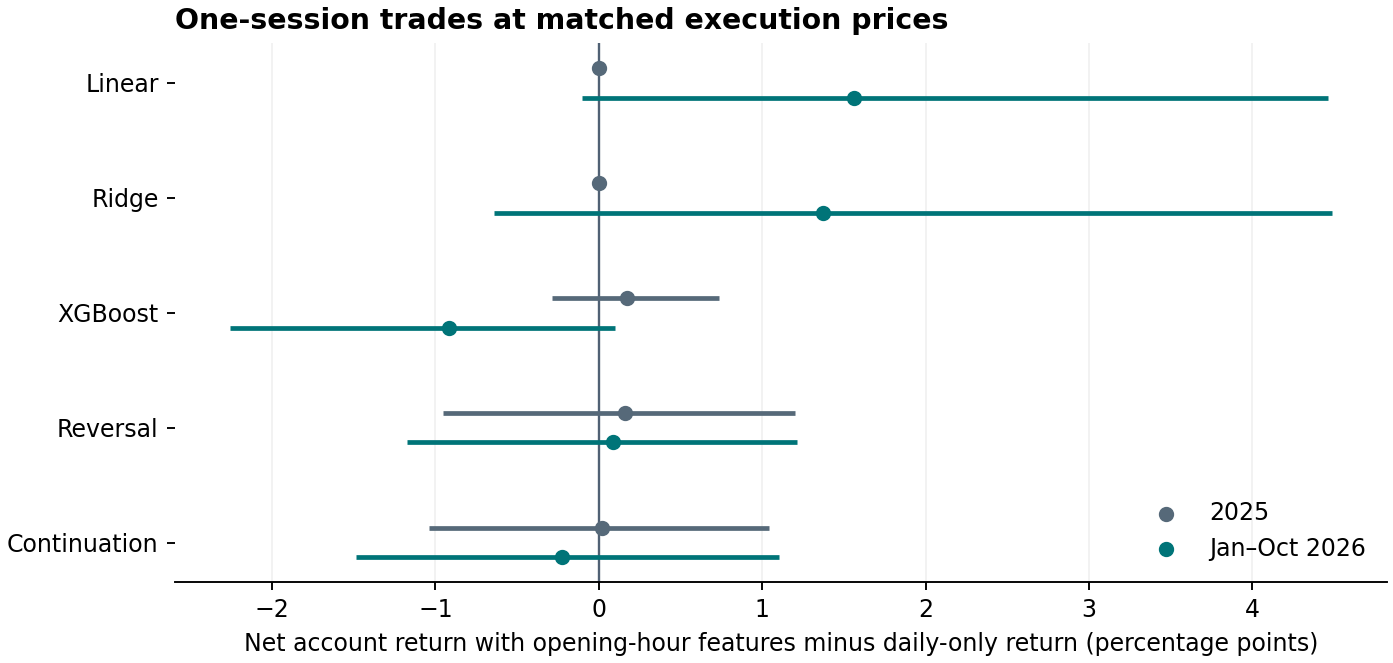 One-session trades at matched execution prices
Linear
Ridge
XGBoost
Reversal
Continuation
2025
Jan–Oct 2026
−2 −1 0 1 2 3 4
Net account return with opening-hour features minus daily-only return (percentage points)